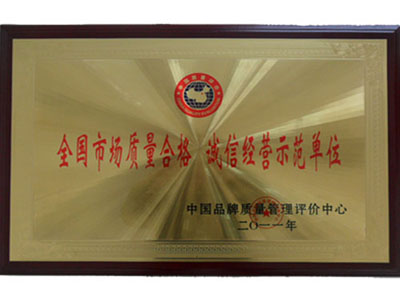 全国市场质量合格 诚信经营示范单位
中国品牌质量管理评价中心
二〇一一年